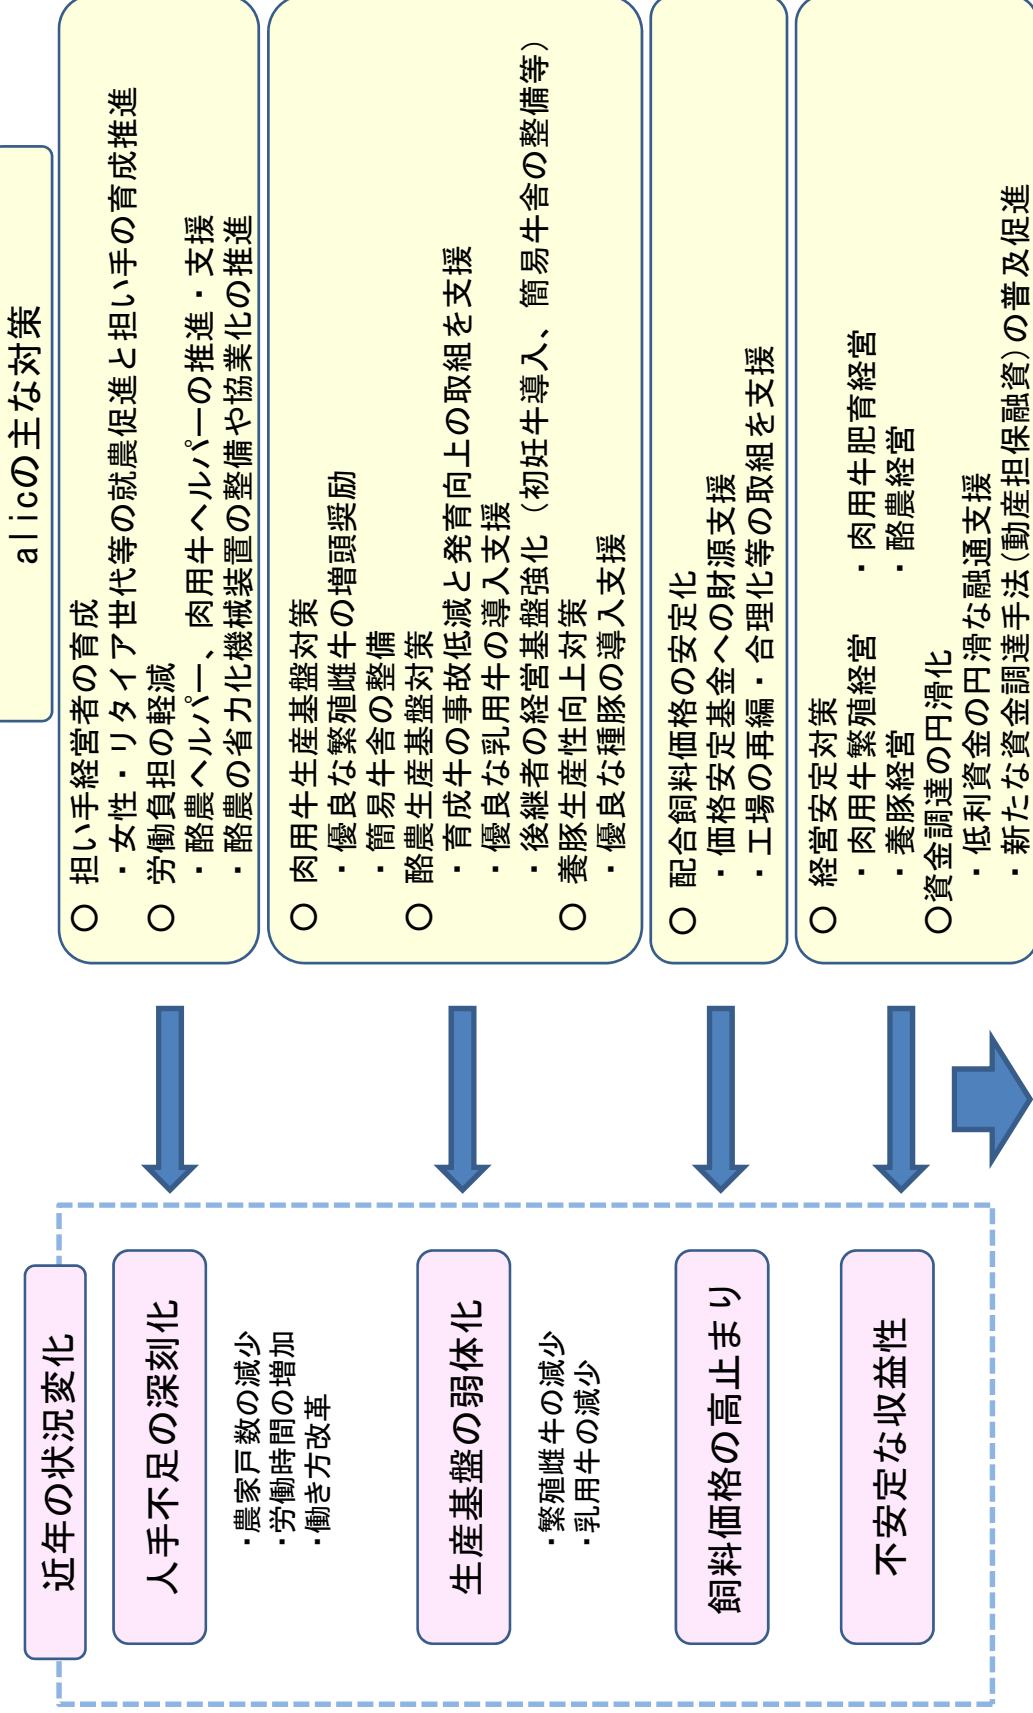 近年の状況変化
人手不足の深刻化
・農家戸数の減少
・労働時間の増加
・働き方改革
生産基盤の弱体化
・繁殖雌牛の減少
・乳用牛の減少
飼料価格の高止まり
不安定な収益性
alicの主な対策
○ 担い手経営者の育成
・女性・リタイア世代等の就農促進と担い手の育成推進
○ 労働負担の軽減
・酪農ヘルパー、肉用牛ヘルパーの推進・支援
・酪農の省力化機械装置の整備や協業化の推進
○ 肉用牛生産基盤対策
・優良な繁殖雌牛の増頭奨励
・簡易牛舎の整備
○ 酪農生産基盤対策
・育成牛の事故低減と発育向上の取組を支援
・優良な乳用牛の導入支援
・後継者の経営基盤強化（初妊牛導入、簡易牛舎の整備等）
○ 養豚生産性向上対策
・優良な種豚の導入支援
○ 配合飼料価格の安定化
・価格安定基金への財源支援
・工場の再編・合理化等の取組を支援
○ 経営安定対策
・肉用牛繁殖経営 ・肉用牛肥育経営
・養豚経営 ・酪農経営
○資金調達の円滑化
・低利資金の円滑な融通支援
・新たな資金調達手法（動産担保融資）の普及促進